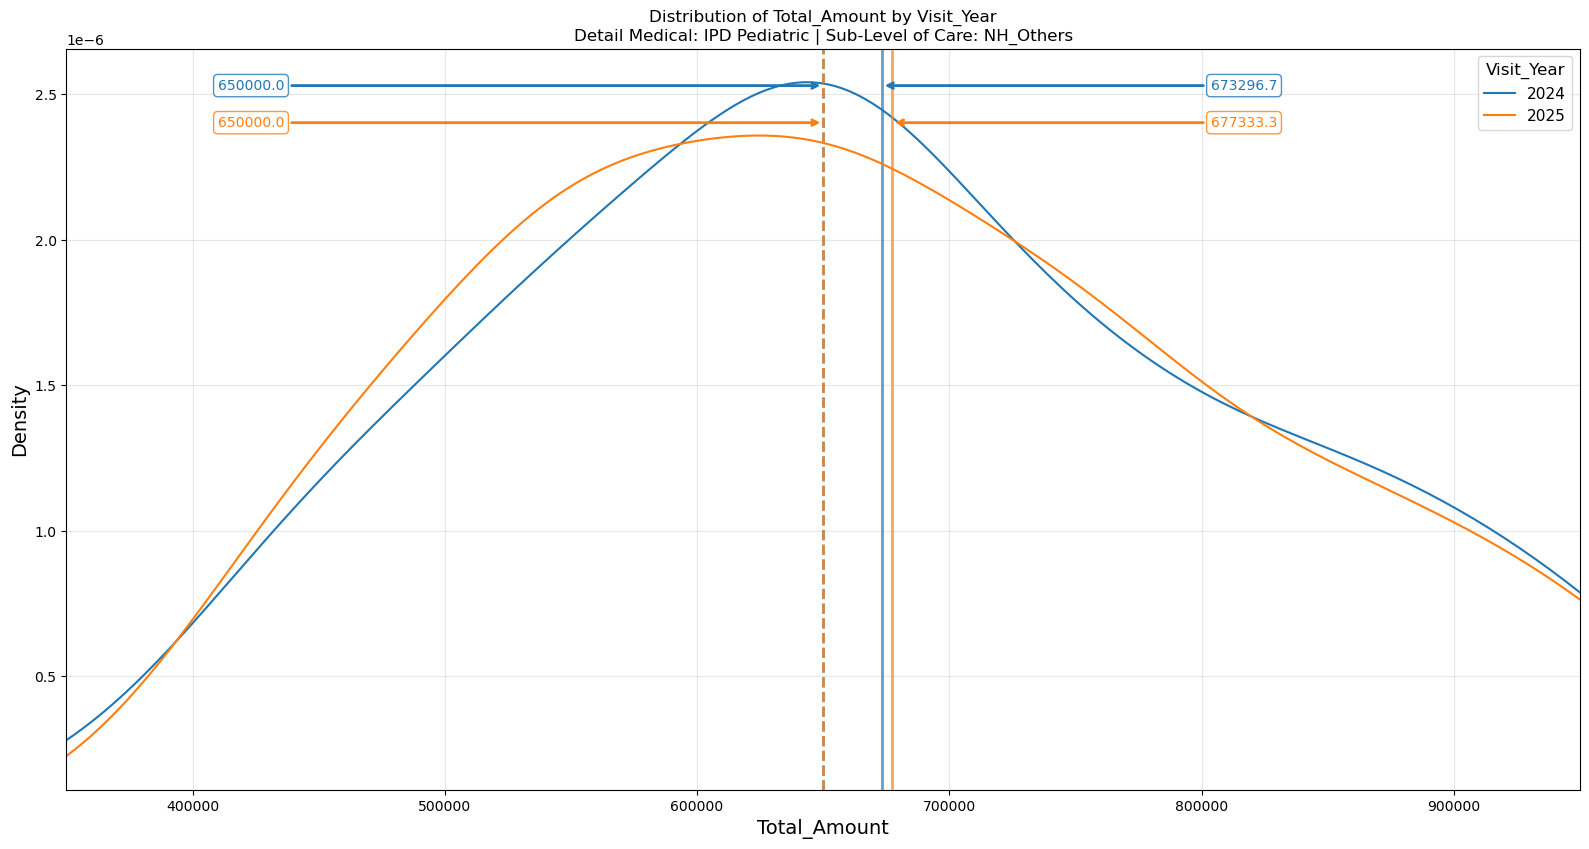 Distribution of Total_Amount by Visit_Year
Detail Medical: IPD Pediatric | Sub-Level of Care: NH_Others
1e−6
650000.0
673296.7
650000.0
677333.3
Visit_Year
2024
2025
2.5
2.0
1.5
1.0
0.5
Density
400000
500000
600000
700000
800000
900000
Total_Amount